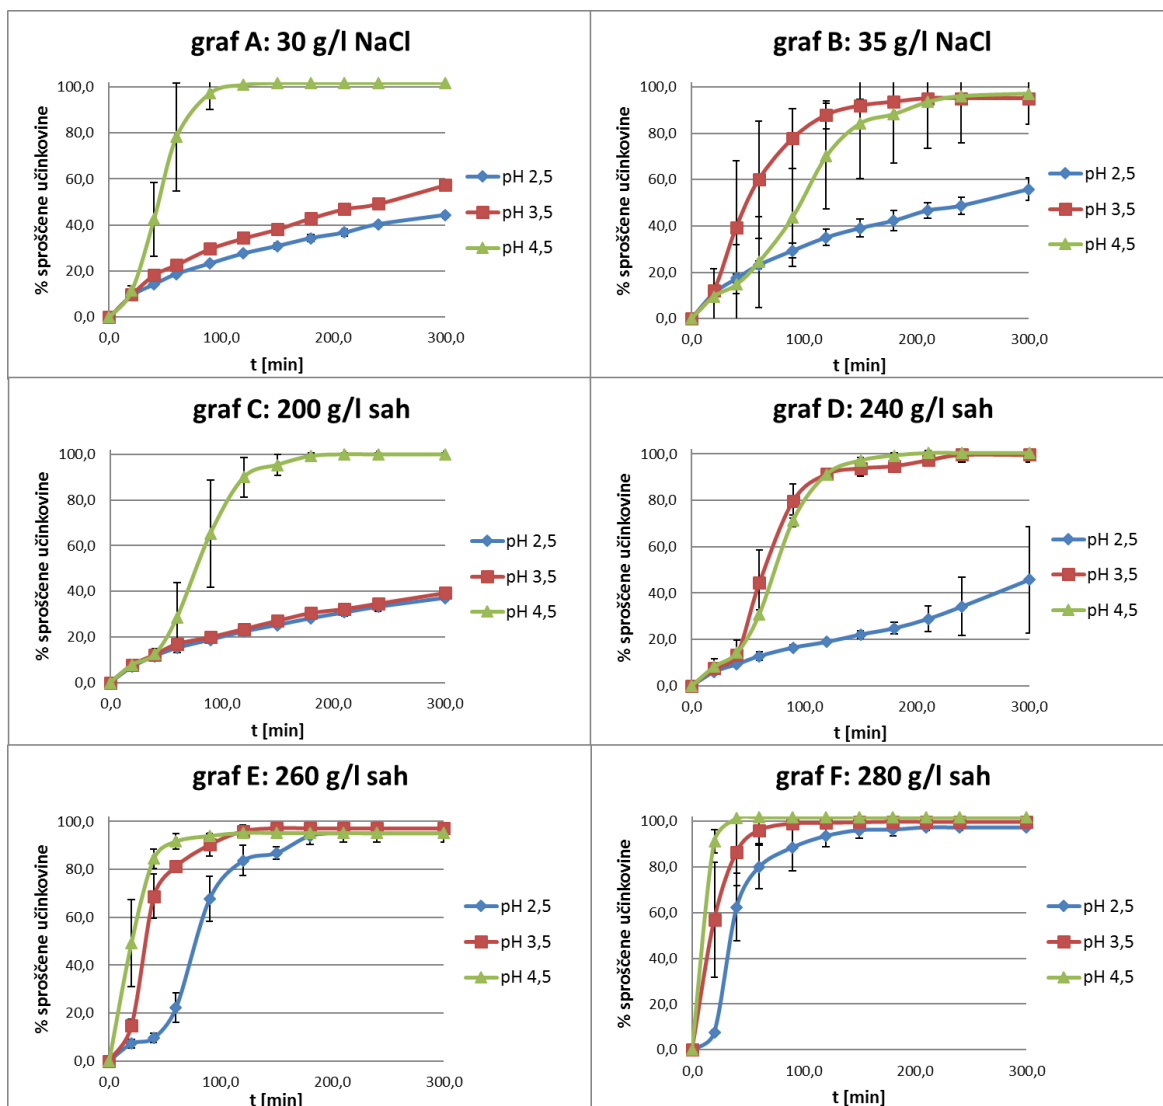 graf A: 30 g/l NaCl
% sproščene učinkovine
100,0
80,0
60,0
40,0
20,0
0,0
0,0 100,0 200,0 300,0
t [min]
pH 2,5
pH 3,5
pH 4,5
graf B: 35 g/l NaCl
% sproščene učinkovine
100,0
80,0
60,0
40,0
20,0
0,0
0,0 100,0 200,0 300,0
t [min]
pH 2,5
pH 3,5
pH 4,5
graf C: 200 g/l sah
% sproščene učinkovine
100,0
80,0
60,0
40,0
20,0
0,0
0,0 100,0 200,0 300,0
t [min]
pH 2,5
pH 3,5
pH 4,5
graf D: 240 g/l sah
% sproščene učinkovine
100,0
80,0
60,0
40,0
20,0
0,0
0,0 100,0 200,0 300,0
t [min]
pH 2,5
pH 3,5
pH 4,5
graf E: 260 g/l sah
% sproščene učinkovine
100,0
80,0
60,0
40,0
20,0
0,0
0,0 100,0 200,0 300,0
t [min]
pH 2,5
pH 3,5
pH 4,5
graf F: 280 g/l sah
% sproščene učinkovine
100,0
80,0
60,0
40,0
20,0
0,0
0,0 100,0 200,0 300,0
t [min]
pH 2,5
pH 3,5
pH 4,5